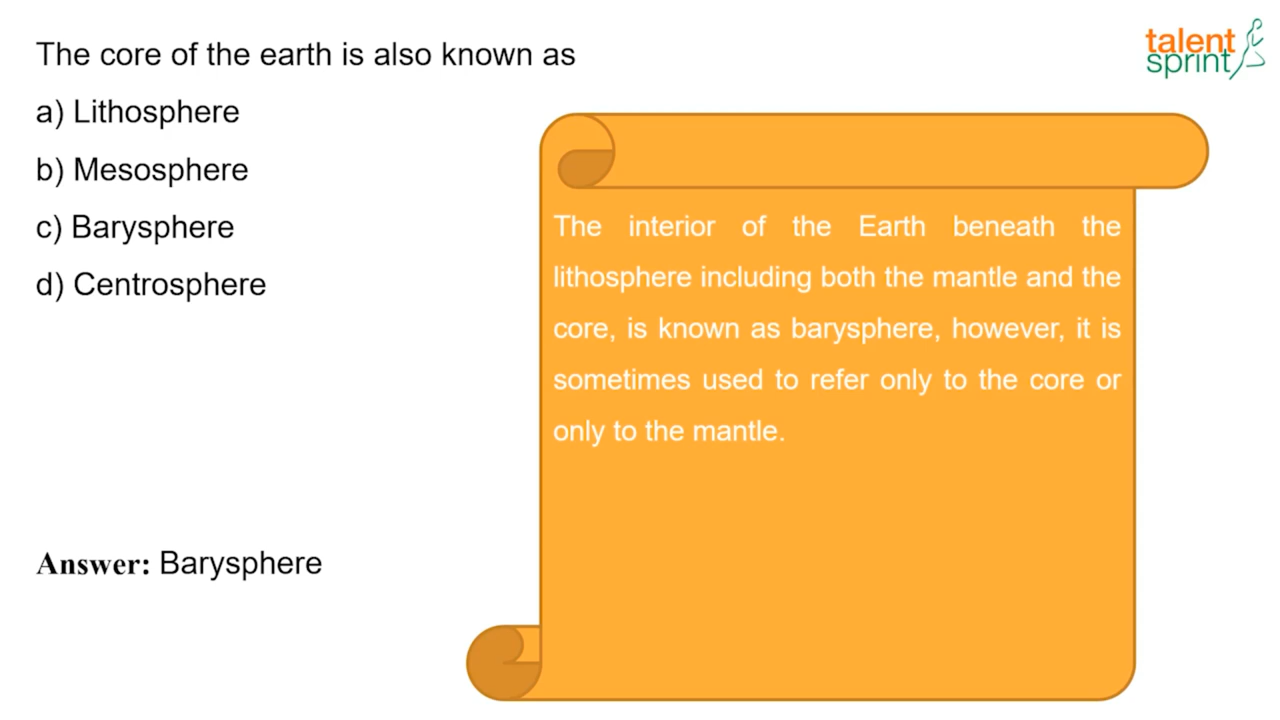 The core of the earth is also known as
a) Lithosphere
b) Mesosphere
c) Barysphere
d) Centrosphere
Answer: Barysphere
talent
sprint
The interior of the Earth beneath the
lithosphere including both the mantle and the
core, is known as barysphere, however, it is
sometimes used to refer only to the core or
only to the mantle.